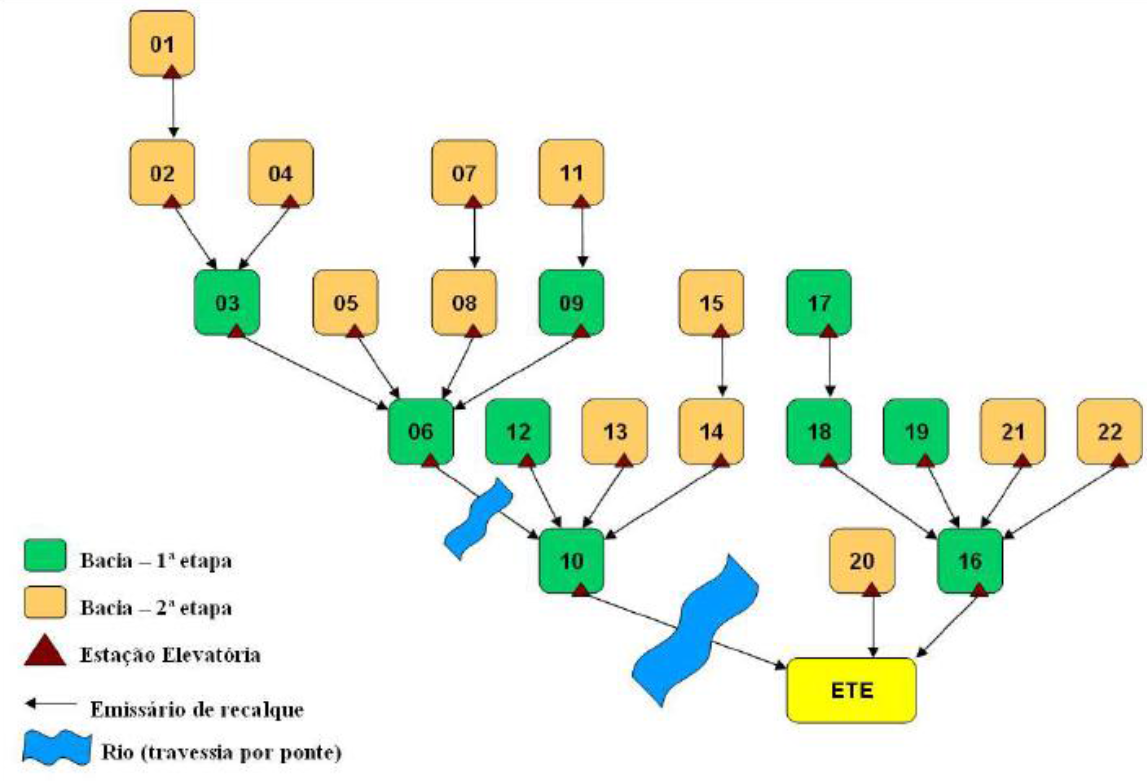 01
02 04 07 11
03 05 08 09 15 17
06 12 13 14 18 19 21 22
10 20 16
ETE
Bacia – 1ª etapa
Bacia – 2ª etapa
Estação Elevatória
Emissário de recalque
Rio (travessia por ponte)